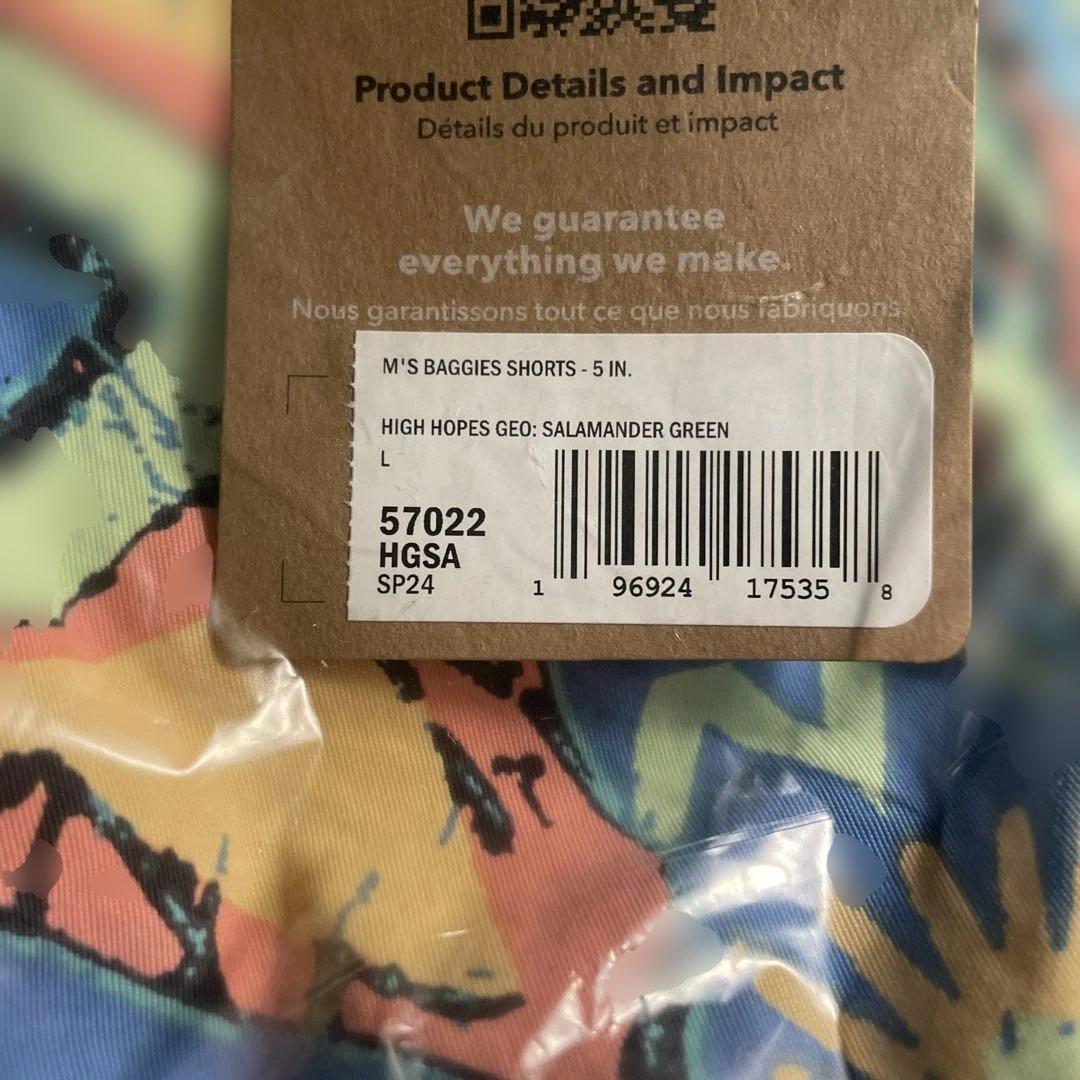 Product Details and Impact
Détails du produit et impact
We guarantee
everything we make.
Nous garantissons tout ce que nous fabriquons.
M'S BAGGIES SHORTS - 5 IN.
HIGH HOPES GEO: SALAMANDER GREEN
L
57022
HGSA
SP24
1 96924 17535 8